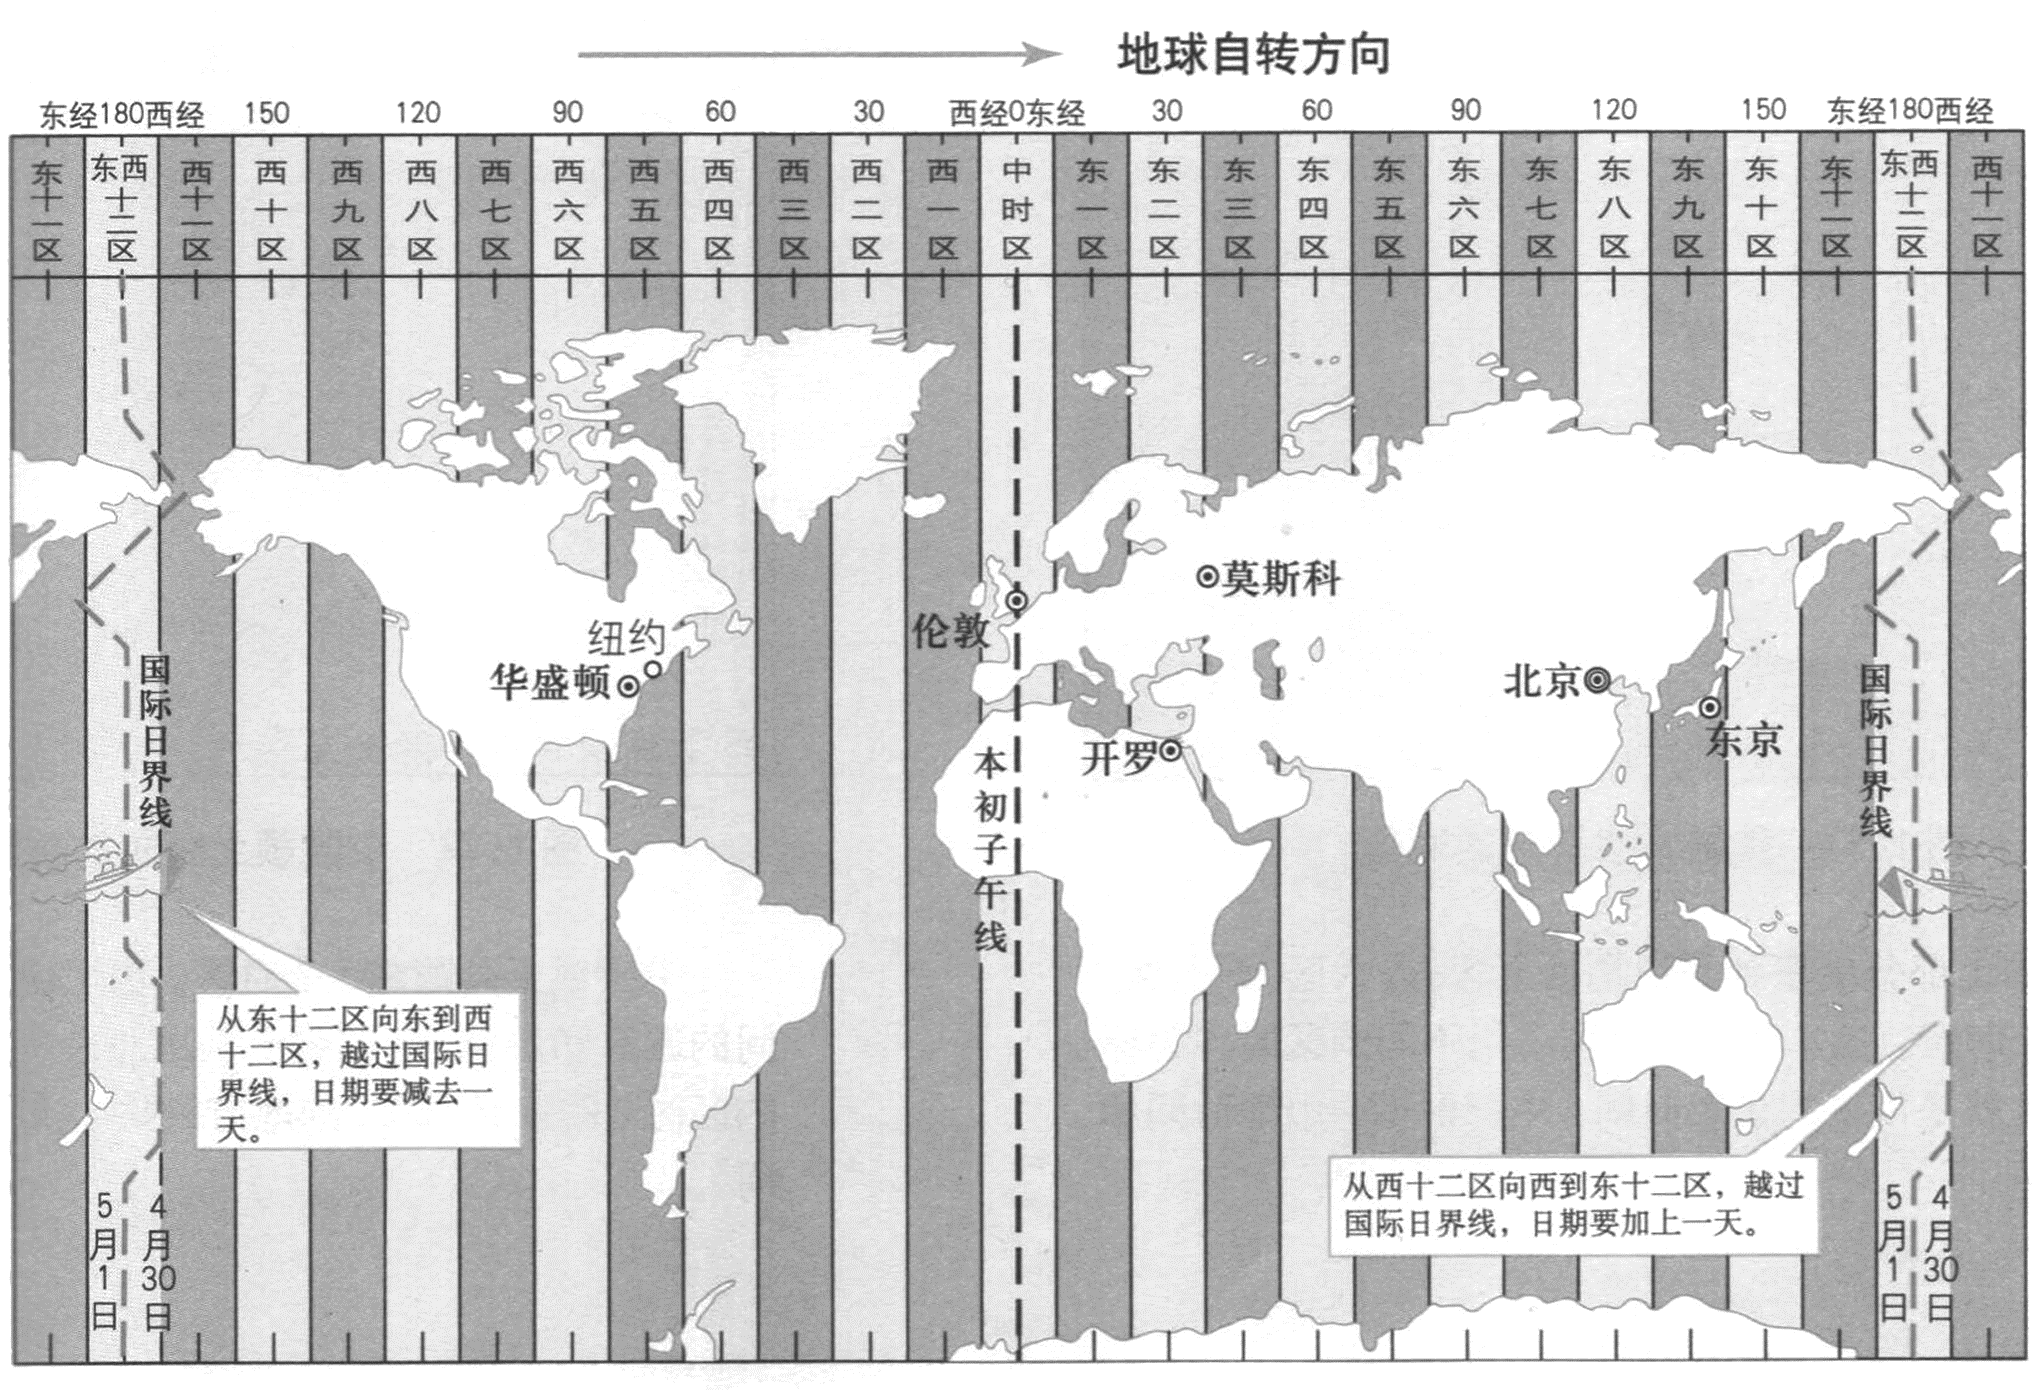 地球自转方向
东经180西经 150 120 90 60 30 西经0东经 30 60 90 120 150 东经180西经
东十一区
东西十二区
西十一区
西十区
西九区
西八区
西七区
西六区
西五区
西四区
西三区
西二区
西一区
中时区
东一区
东二区
东三区
东四区
东五区
东六区
东七区
东八区
东九区
东十区
东十一区
东西十二区
西十一区
莫斯科
伦敦
纽约
华盛顿
北京
东京
开罗
国际日界线
本初子午线
国际日界线
从东十二区向东到西
十二区，越过国际日
界线，日期要减去一
天。
从西十二区向西到东十二区，越过
国际日界线，日期要加上一天。
5月1日
4月30日
5月1日
4月30日